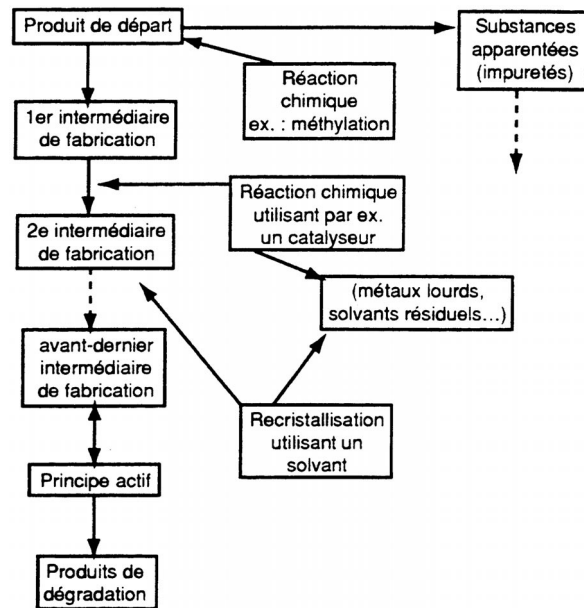 Produit de départ
Substances
apparentées
(impuretés)
Réaction
chimique
ex. : méthylation
1er intermédiaire
de fabrication
Réaction chimique
utilisant par ex.
un catalyseur
2e intermédiaire
de fabrication
(métaux lourds,
solvants résiduels...)
avant-dernier
intermédiaire
de fabrication
Recristallisation
utilisant un
solvant
Principe actif
Produits de
dégradation